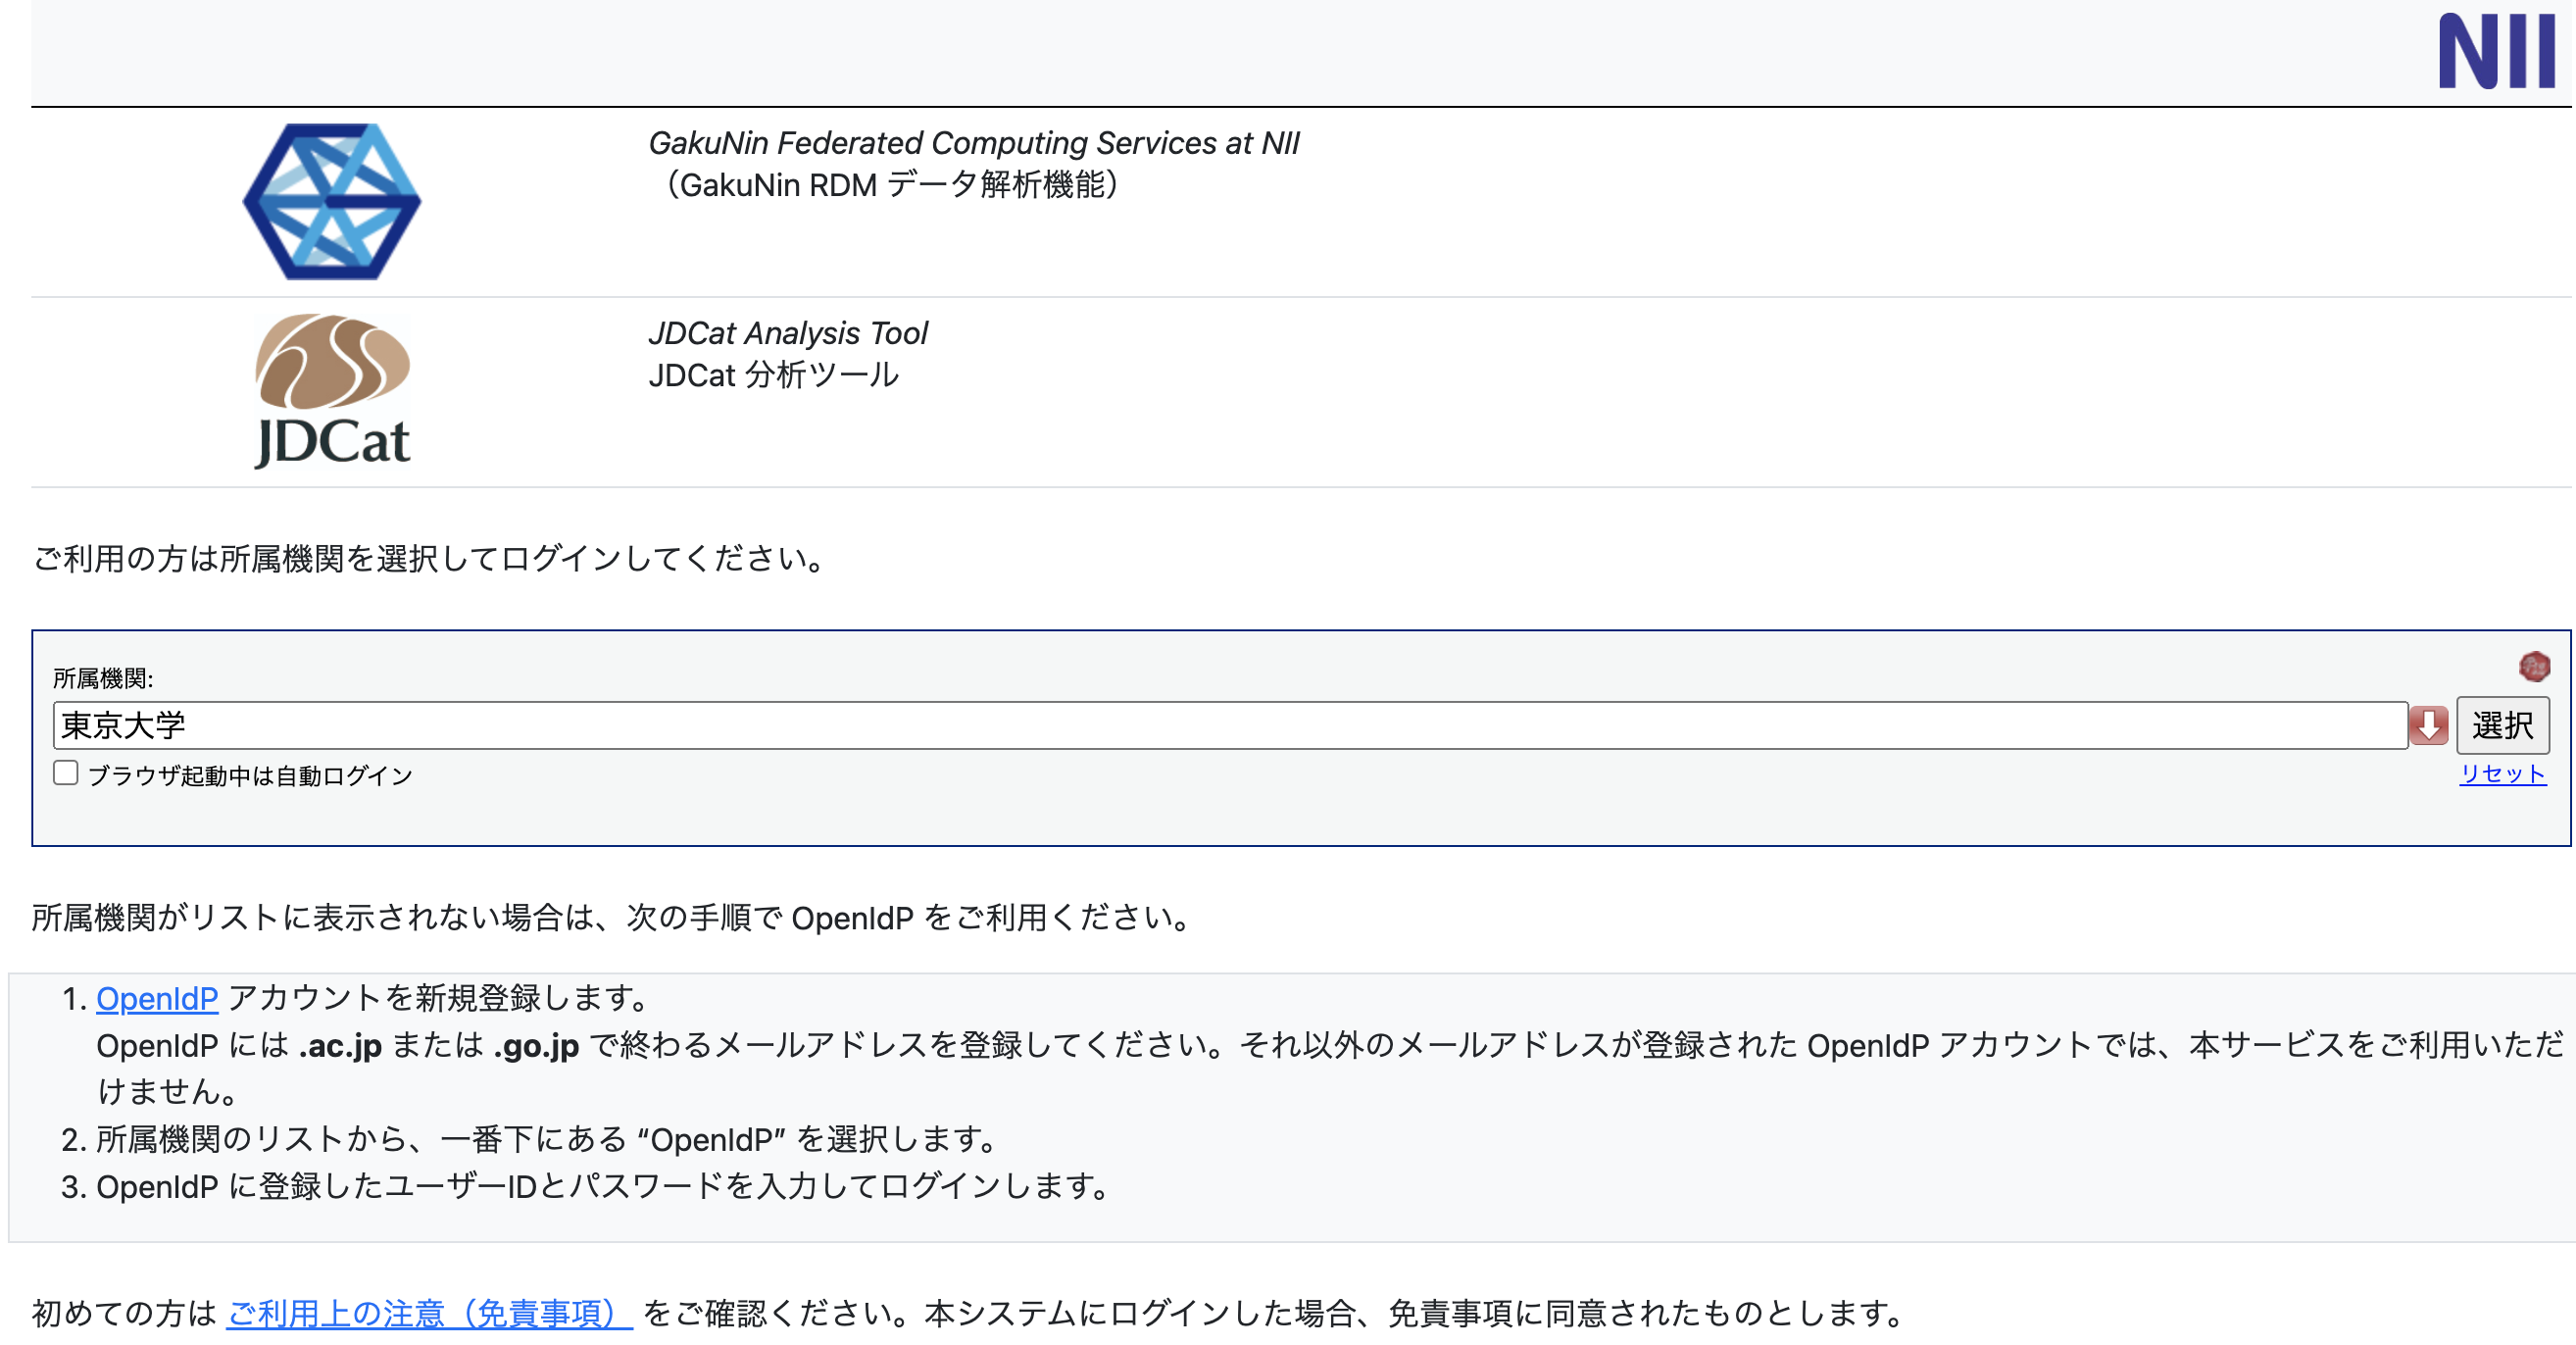 NII
GakuNin Federated Computing Services at NII
（GakuNin RDM データ解析機能）
JDCat Analysis Tool
JDCat 分析ツール
JDCat
ご利用の方は所属機関を選択してログインしてください。
所属機関:
東京大学
選択
ブラウザ起動中は自動ログイン
リセット
所属機関がリストに表示されない場合は、次の手順で OpenIdP をご利用ください。
1. OpenIdP アカウントを新規登録します。
OpenIdP には .ac.jp または .go.jp で終わるメールアドレスを登録してください。それ以外のメールアドレスが登録された OpenIdP アカウントでは、本サービスをご利用いただ
けません。
2. 所属機関のリストから、一番下にある “OpenIdP” を選択します。
3. OpenIdP に登録したユーザーIDとパスワードを入力してログインします。
初めての方は ご利用上の注意（免責事項） をご確認ください。本システムにログインした場合、免責事項に同意されたものとします。